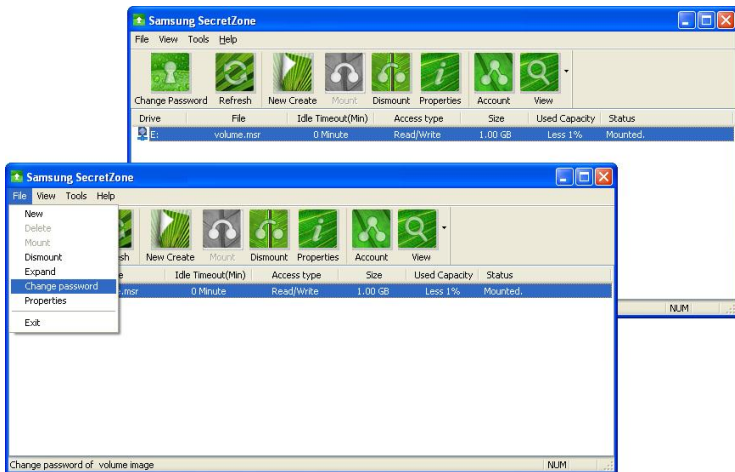 Samsung SecretZone
File View Tools Help
Change Password Refresh New Create Mount Dismount Properties Account View
Drive File Idle Timeout(Min) Access type Size Used Capacity Status
E: volume.msr 0 Minute Read/Write 1.00 GB Less 1% Mounted.
NUM
Samsung SecretZone
File View Tools Help
New
Delete
Mount
Dismount
Expand
Change password
Properties
Exit
sh New Create Mount Dismount Properties Account View
e Idle Timeout(Min) Access type Size Used Capacity Status
.msr 0 Minute Read/Write 1.00 GB Less 1% Mounted.
Change password of volume image NUM